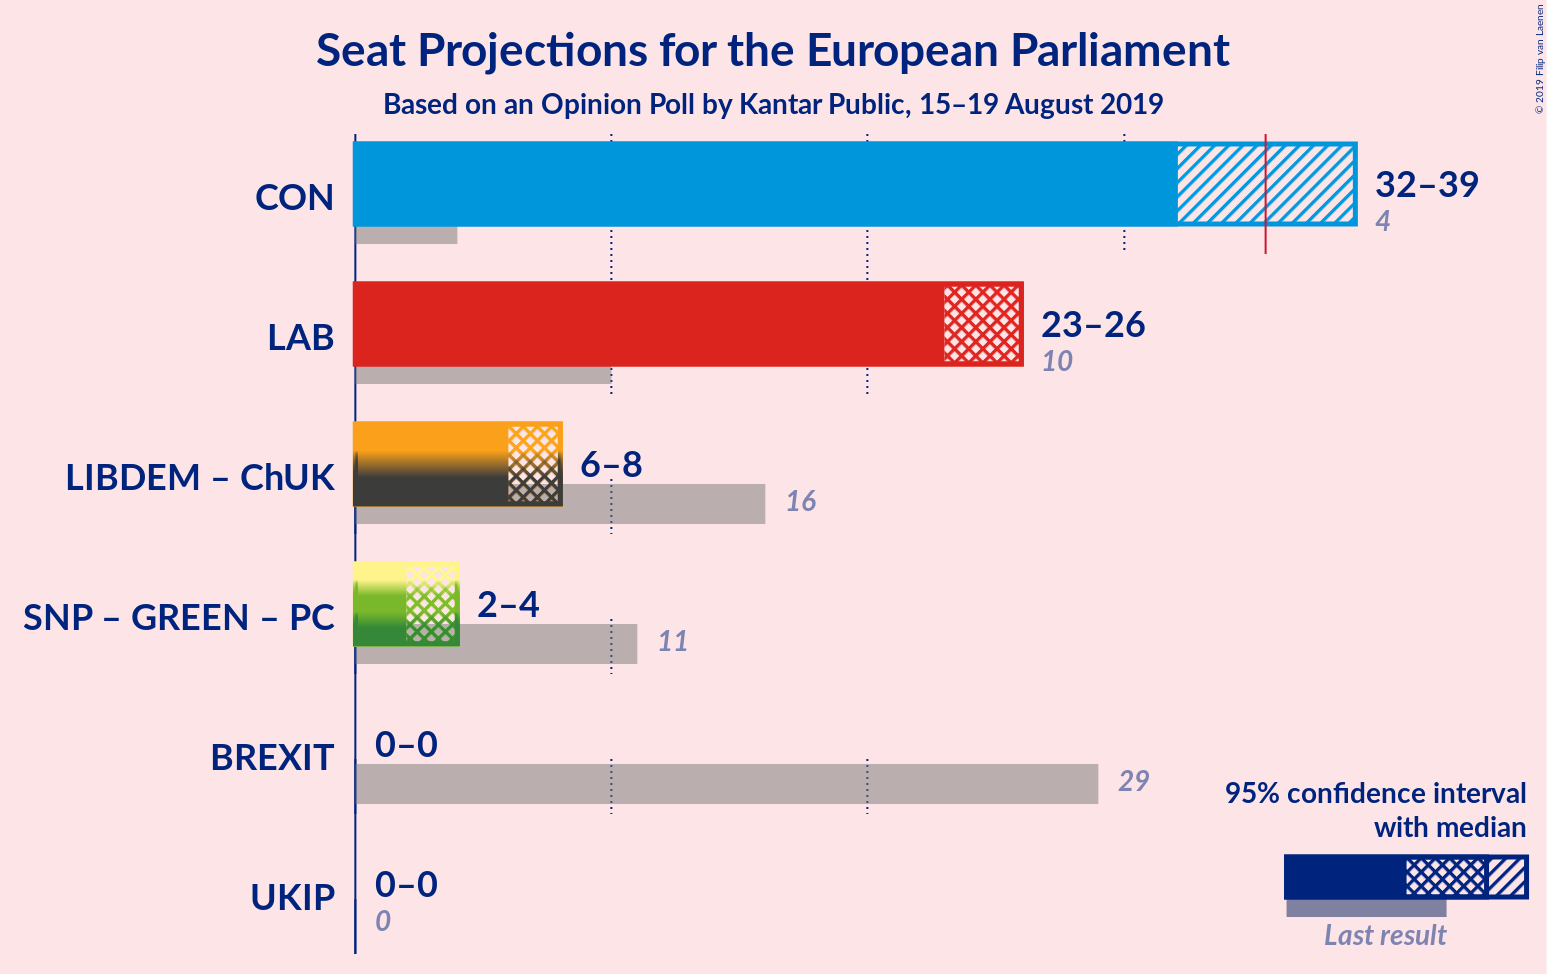 Seat Projections for the European Parliament
Based on an Opinion Poll by Kantar Public, 15–19 August 2019
© 2019 Filip van Laenen
CON
32–39
4
LAB
23–26
10
LIBDEM – ChUK
6–8
16
SNP – GREEN – PC
2–4
11
BREXIT
0–0
29
UKIP
0–0
0
95% confidence interval
with median
Last result